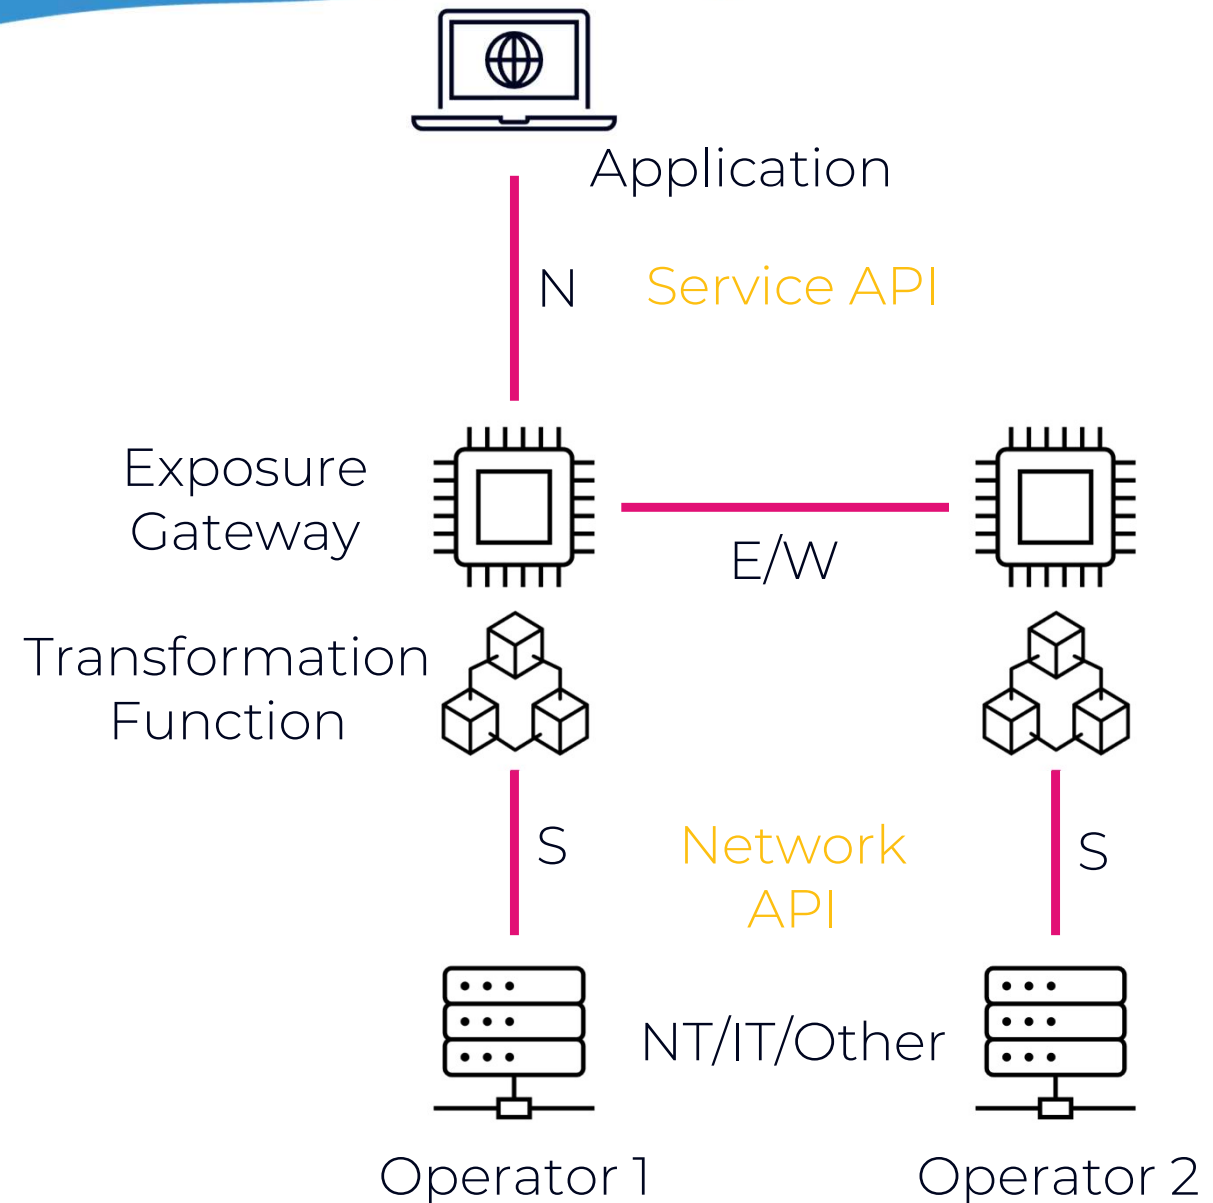 Application
N
Service API
Exposure
Gateway
E/W
Transformation
Function
S
Network
API
S
NT/IT/Other
Operator 1
Operator 2